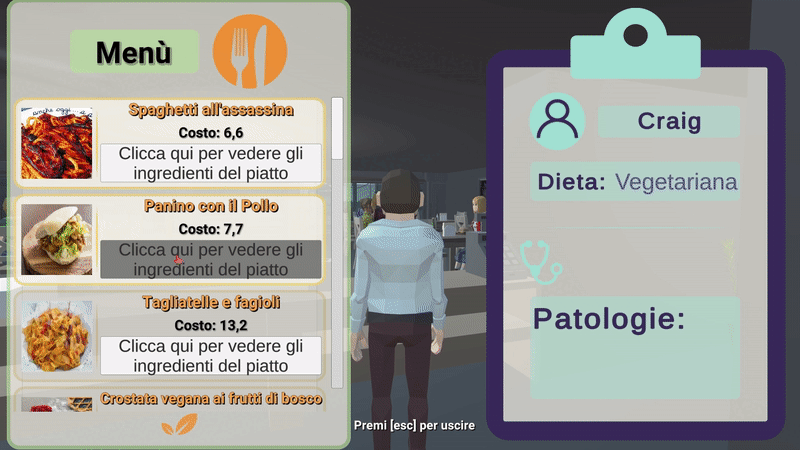 Menù
Spaghetti all'assassina
Costo: 6,6
Clicca qui per vedere gli
ingredienti del piatto
Panino con il Pollo
Costo: 7,7
Clicca qui per vedere gli
ingredienti del piatto
Tagliatelle e fagioli
Costo: 13,2
Clicca qui per vedere gli
ingredienti del piatto
Crostata vegana ai frutti di bosco
Premi [esc] per uscire
Craig
Dieta: Vegetariana
Patologie: